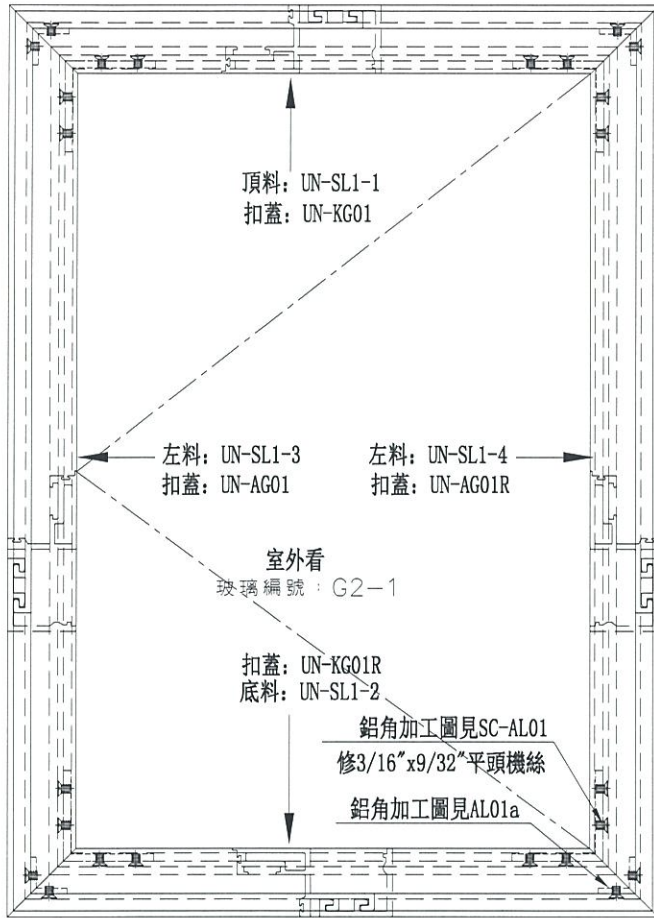 頂料: UN-SL1-1
扣蓋: UN-KG01
左料: UN-SL1-3
扣蓋: UN-AG01
左料: UN-SL1-4
扣蓋: UN-AG01R
室外看
玻璃編號：G2-1
扣蓋: UN-KG01R
底料: UN-SL1-2
鋁角加工圖見SC-AL01
修3/16"x9/32"平頭機絲
鋁角加工圖見AL01a